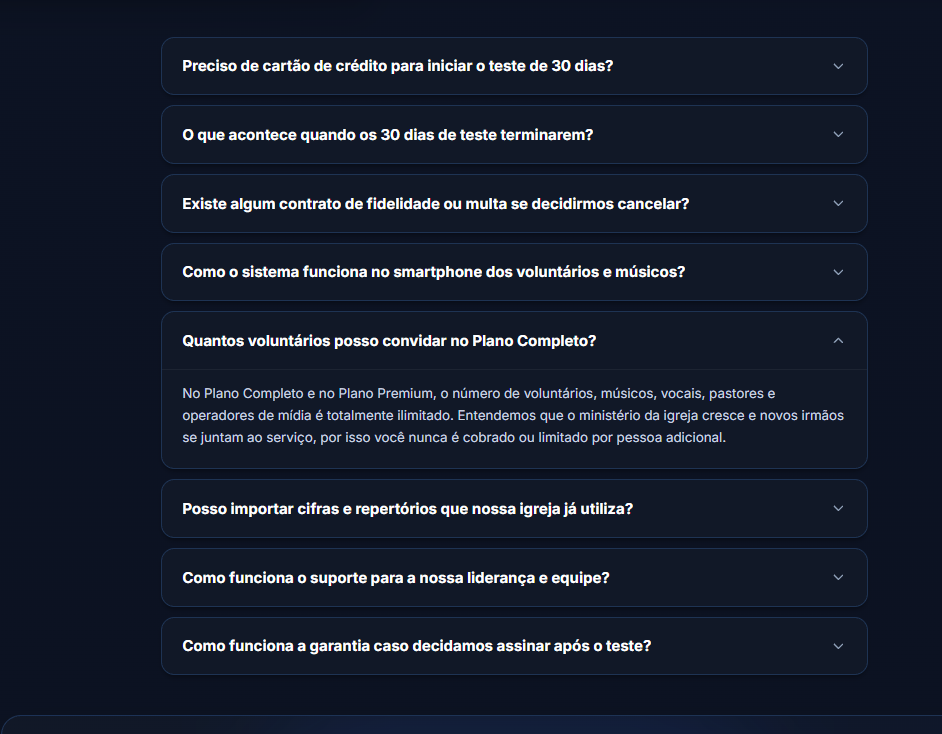 Preciso de cartão de crédito para iniciar o teste de 30 dias?
O que acontece quando os 30 dias de teste terminarem?
Existe algum contrato de fidelidade ou multa se decidirmos cancelar?
Como o sistema funciona no smartphone dos voluntários e músicos?
Quantos voluntários posso convidar no Plano Completo?
No Plano Completo e no Plano Premium, o número de voluntários, músicos, vocais, pastores e
operadores de mídia é totalmente ilimitado. Entendemos que o ministério da igreja cresce e novos irmãos
se juntam ao serviço, por isso você nunca é cobrado ou limitado por pessoa adicional.
Posso importar cifras e repertórios que nossa igreja já utiliza?
Como funciona o suporte para a nossa liderança e equipe?
Como funciona a garantia caso decidamos assinar após o teste?